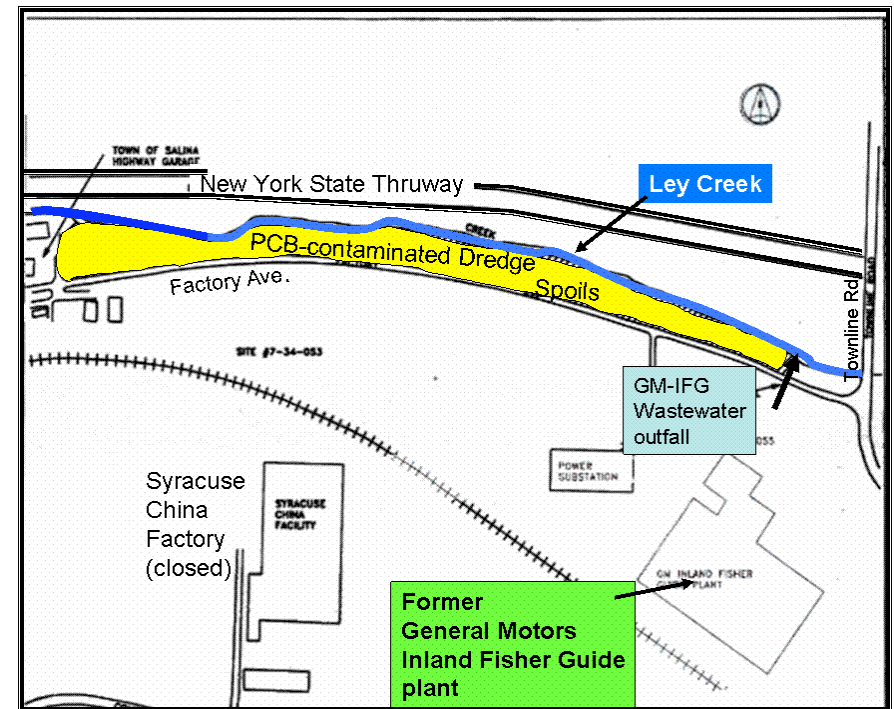 TOWN OF SALINA
HIGHWAY GARAGE
New York State Thruway
Ley Creek
CREEK
PCB-contaminated Dredge
Spoils
Factory Ave.
Townline Rd
TOWNLINE ROAD
SITE #7-34-053
GM-IFG
Wastewater
outfall
POWER
SUBSTATION
Syracuse
China
Factory
(closed)
SYRACUSE
CHINA
FACILITY
GM INLAND FISHER
PLANT
Former
General Motors
Inland Fisher Guide
plant